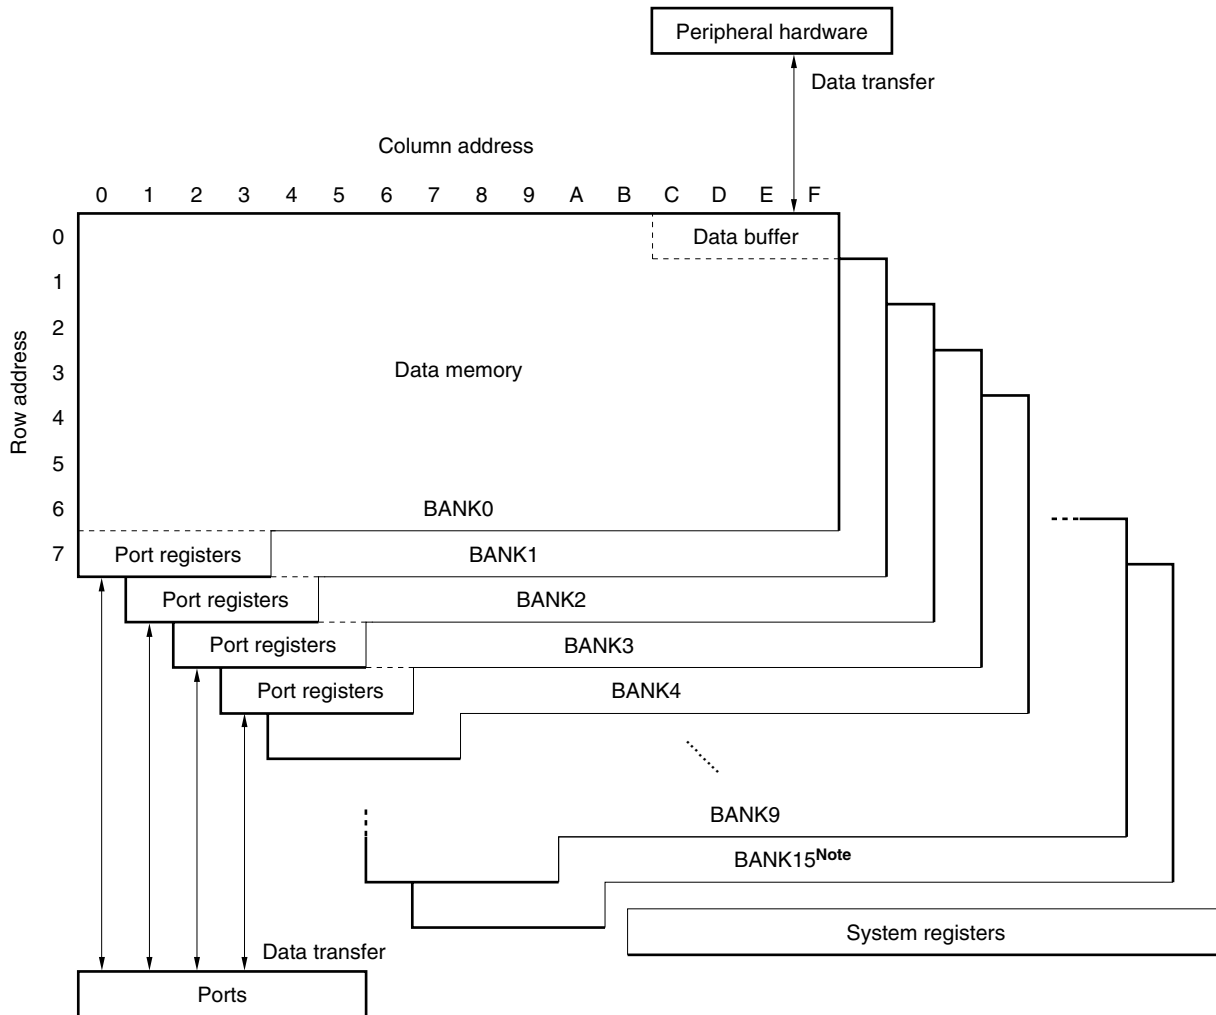 Peripheral hardware
Data transfer
Column address
0 1 2 3 4 5 6 7 8 9 A B C D E F
Row address
0
Data buffer
1
2
3
Data memory
4
5
6
BANK0
7
Port registers
BANK1
Port registers
BANK2
Port registers
BANK3
Port registers
BANK4
BANK9
BANK15Note
System registers
Data transfer
Ports